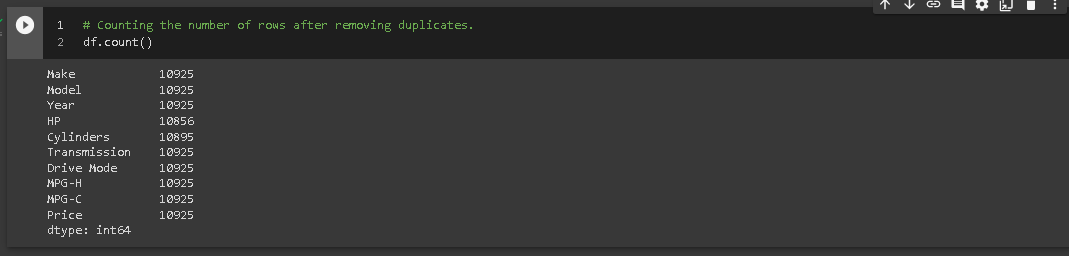 1 # Counting the number of rows after removing duplicates.
2 df.count()
Make 10925
Model 10925
Year 10925
HP 10856
Cylinders 10895
Transmission 10925
Drive Mode 10925
MPG-H 10925
MPG-C 10925
Price 10925
dtype: int64